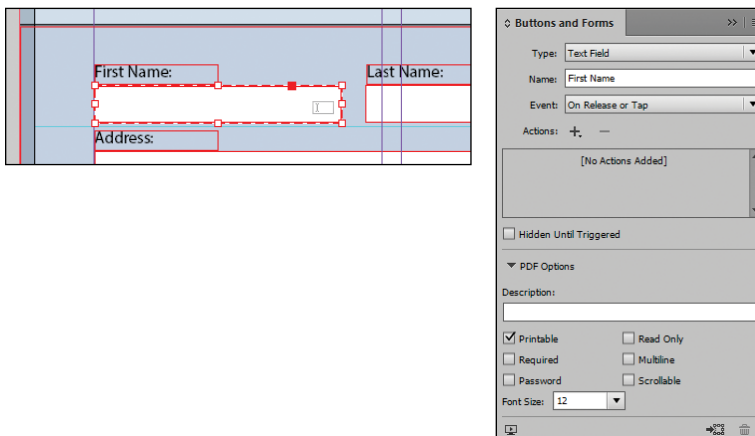 First Name:
Last Name:
Address:
Buttons and Forms
Type: Text Field
Name: First Name
Event: On Release or Tap
Actions:
[No Actions Added]
Hidden Until Triggered
PDF Options
Description:
Printable Read Only
Required Multiline
Password Scrollable
Font Size: 12